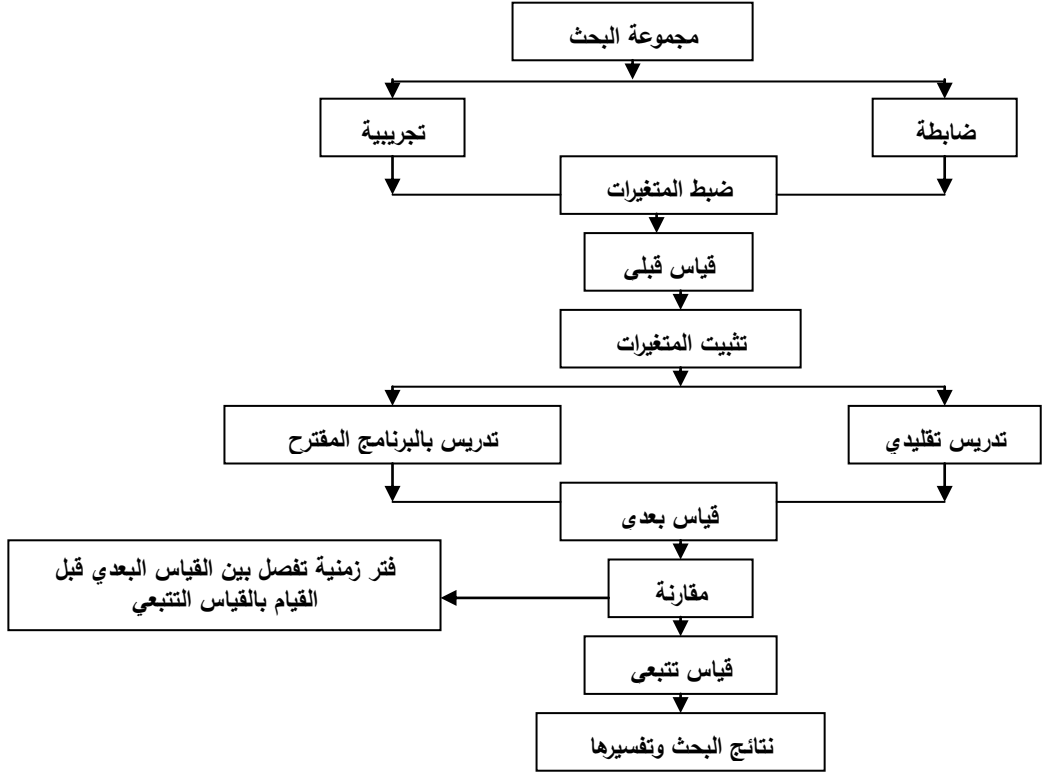 مجموعة البحث
ضابطة
تجريبية
ضبط المتغيرات
قياس قبلى
تثبيت المتغيرات
تدريس تقليدي
تدريس بالبرنامج المقترح
قياس بعدى
مقارنة
فتر زمنية تفصل بين القياس البعدي قبل
القيام بالقياس التتبعي
قياس تتبعى
نتائج البحث وتفسيرها